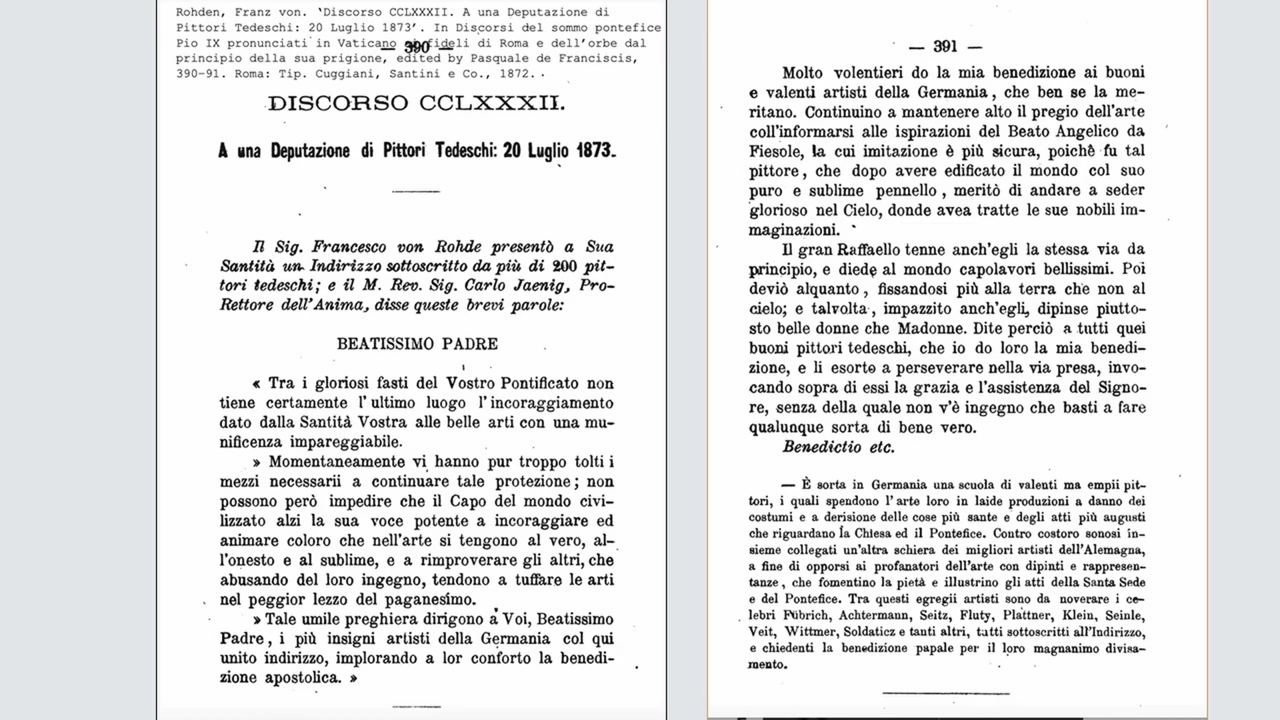 Rohden, Franz von. 'Discorso CCLXXXII. A una Deputazione di
Pittori Tedeschi: 20 Luglio 1873'. In Discorsi del sommo pontefice
Pio IX pronunciati in Vaticano ai fideli di Roma e dell'orbe dal
principio della sua prigione, edited by Pasquale de Franciscis,
390-91. Roma: Tip. Cuggiani, Santini e Co., 1872.
— 390 —
DISCORSO CCLXXXII.
A una Deputazione di Pittori Tedeschi: 20 Luglio 1873.
Il Sig. Francesco von Rohde presentò a Sua
Santità un Indirizzo sottoscritto da più di 200 pit-
tori tedeschi; e il M. Rev. Sig. Carlo Jaenig, Pro-
Rettore dell'Anima, disse queste brevi parole:
BEATISSIMO PADRE
« Tra i gloriosi fasti del Vostro Pontificato non
tiene certamente l'ultimo luogo l'incoraggiamento
dato dalla Santità Vostra alle belle arti con una mu-
nificenza impareggiabile.
» Momentaneamente vi hanno pur troppo tolti i
mezzi necessarii a continuare tale protezione; non
possono però impedire che il Capo del mondo civi-
lizzato alzi la sua voce potente a incoraggiare ed
animare coloro che nell'arte si tengono al vero, al-
l'onesto e al sublime, e a rimproverare gli altri, che
abusando del loro ingegno, tendono a tuffare le arti
nel peggior lezzo del paganesimo.
» Tale umile preghiera dirigono a Voi, Beatissimo
Padre, i più insigni artisti della Germania col qui
unito indirizzo, implorando a lor conforto la benedi-
zione apostolica. »
— 391 —
Molto volentieri do la mia benedizione ai buoni
e valenti artisti della Germania, che ben se la me-
ritano. Continuino a mantenere alto il pregio dell'arte
coll'informarsi alle ispirazioni del Beato Angelico da
Fiesole, la cui imitazione è più sicura, poichè fu tal
pittore, che dopo avere edificato il mondo col suo
puro e sublime pennello, meritò di andare a seder
glorioso nel Cielo, donde avea tratte le sue nobili im-
maginazioni.
Il gran Raffaello tenne anch'egli la stessa via da
principio, e diede al mondo capolavori bellissimi. Poi
deviò alquanto, fissandosi più alla terra che non al
cielo; e talvolta, impazzito anch'egli, dipinse piutto-
sto belle donne che Madonne. Dite perciò a tutti quei
buoni pittori tedeschi, che io do loro la mia benedi-
zione, e li esorto a perseverare nella via presa, invo-
cando sopra di essi la grazia e l'assistenza del Signo-
re, senza della quale non v'è ingegno che basti a fare
qualunque sorta di bene vero.
Benedictio etc.
— È sorta in Germania una scuola di valenti ma empii pit-
tori, i quali spendono l'arte loro in laide produzioni a danno dei
costumi e a derisione delle cose più sante e degli atti più augusti
che riguardano la Chiesa ed il Pontefice. Contro costoro sonosi in-
sieme collegati un'altra schiera dei migliori artisti dell'Alemagna,
a fine di opporsi ai profanatori dell'arte con dipinti e rappresen-
tanze, che fomentino la pietà e illustrino gli atti della Santa Sede
e del Pontefice. Tra questi egregii artisti sono da noverare i ce-
lebri Führich, Achtermann, Seitz, Fluty, Plattner, Klein, Seinle,
Veit, Wittmer, Soldaticz e tanti altri, tutti sottoscritti all'Indirizzo,
e chiedenti la benedizione papale per il loro magnanimo divisa-
mento.